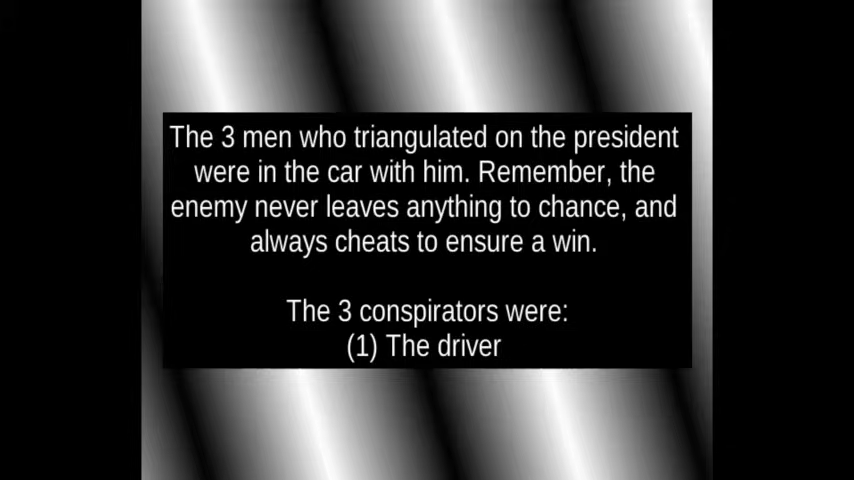 The 3 men who triangulated on the president
were in the car with him. Remember, the
enemy never leaves anything to chance, and
always cheats to ensure a win.
The 3 conspirators were:
(1) The driver